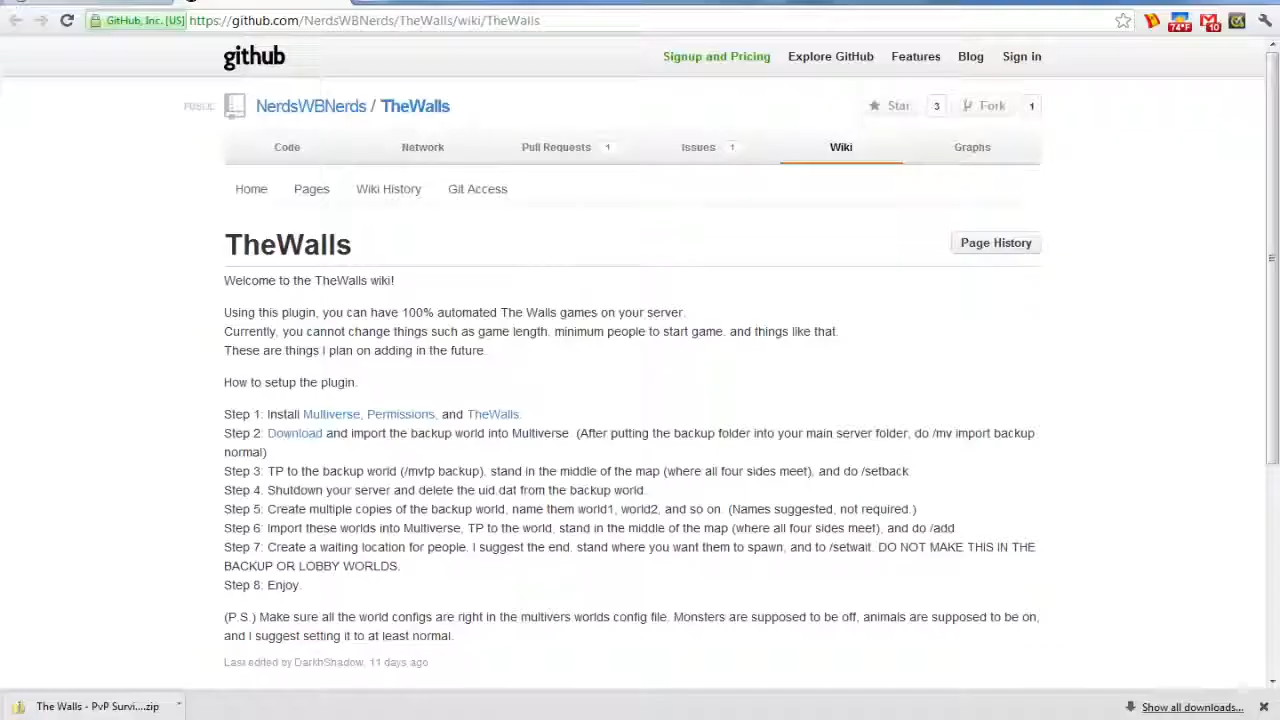 GitHub, Inc. [US] https://github.com/NerdsWBNerds/TheWalls/wiki/TheWalls
74°F
10
github
Signup and Pricing Explore GitHub Features Blog Sign in
PUBLIC NerdsWBNerds / TheWalls
Star 3 Fork 1
Code Network Pull Requests 1 Issues 1 Wiki Graphs
Home Pages Wiki History Git Access
TheWalls
Page History
Welcome to the TheWalls wiki!
Using this plugin, you can have 100% automated The Walls games on your server.
Currently, you cannot change things such as game length, minimum people to start game, and things like that.
These are things I plan on adding in the future.
How to setup the plugin.
Step 1: Install Multiverse, Permissions, and TheWalls.
Step 2: Download and import the backup world into Multiverse. (After putting the backup folder into your main server folder, do /mv import backup
normal)
Step 3: TP to the backup world (/mvtp backup), stand in the middle of the map (where all four sides meet), and do /setback
Step 4: Shutdown your server and delete the uid.dat from the backup world.
Step 5: Create multiple copies of the backup world, name them world1, world2, and so on. (Names suggested, not required.)
Step 6: Import these worlds into Multiverse, TP to the world, stand in the middle of the map (where all four sides meet), and do /add
Step 7: Create a waiting location for people. I suggest the end. stand where you want them to spawn, and to /setwait. DO NOT MAKE THIS IN THE
BACKUP OR LOBBY WORLDS.
Step 8: Enjoy.
(P.S.) Make sure all the world configs are right in the multivers worlds config file. Monsters are supposed to be off, animals are supposed to be on,
and I suggest setting it to at least normal.
Last edited by DarkhShadow, 11 days ago
The Walls - PvP Survi....zip
Show all downloads...